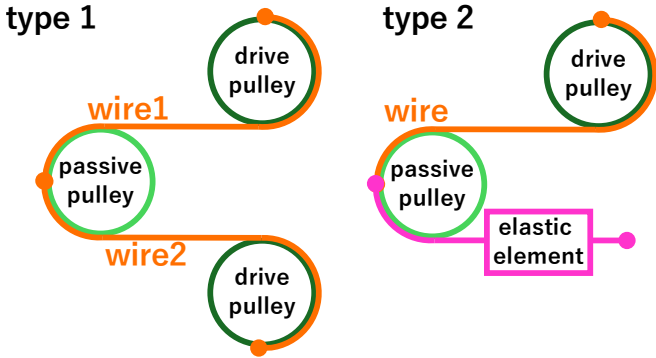 type 1
drive
pulley
wire1
passive
pulley
wire2
drive
pulley
type 2
drive
pulley
wire
passive
pulley
elastic
element